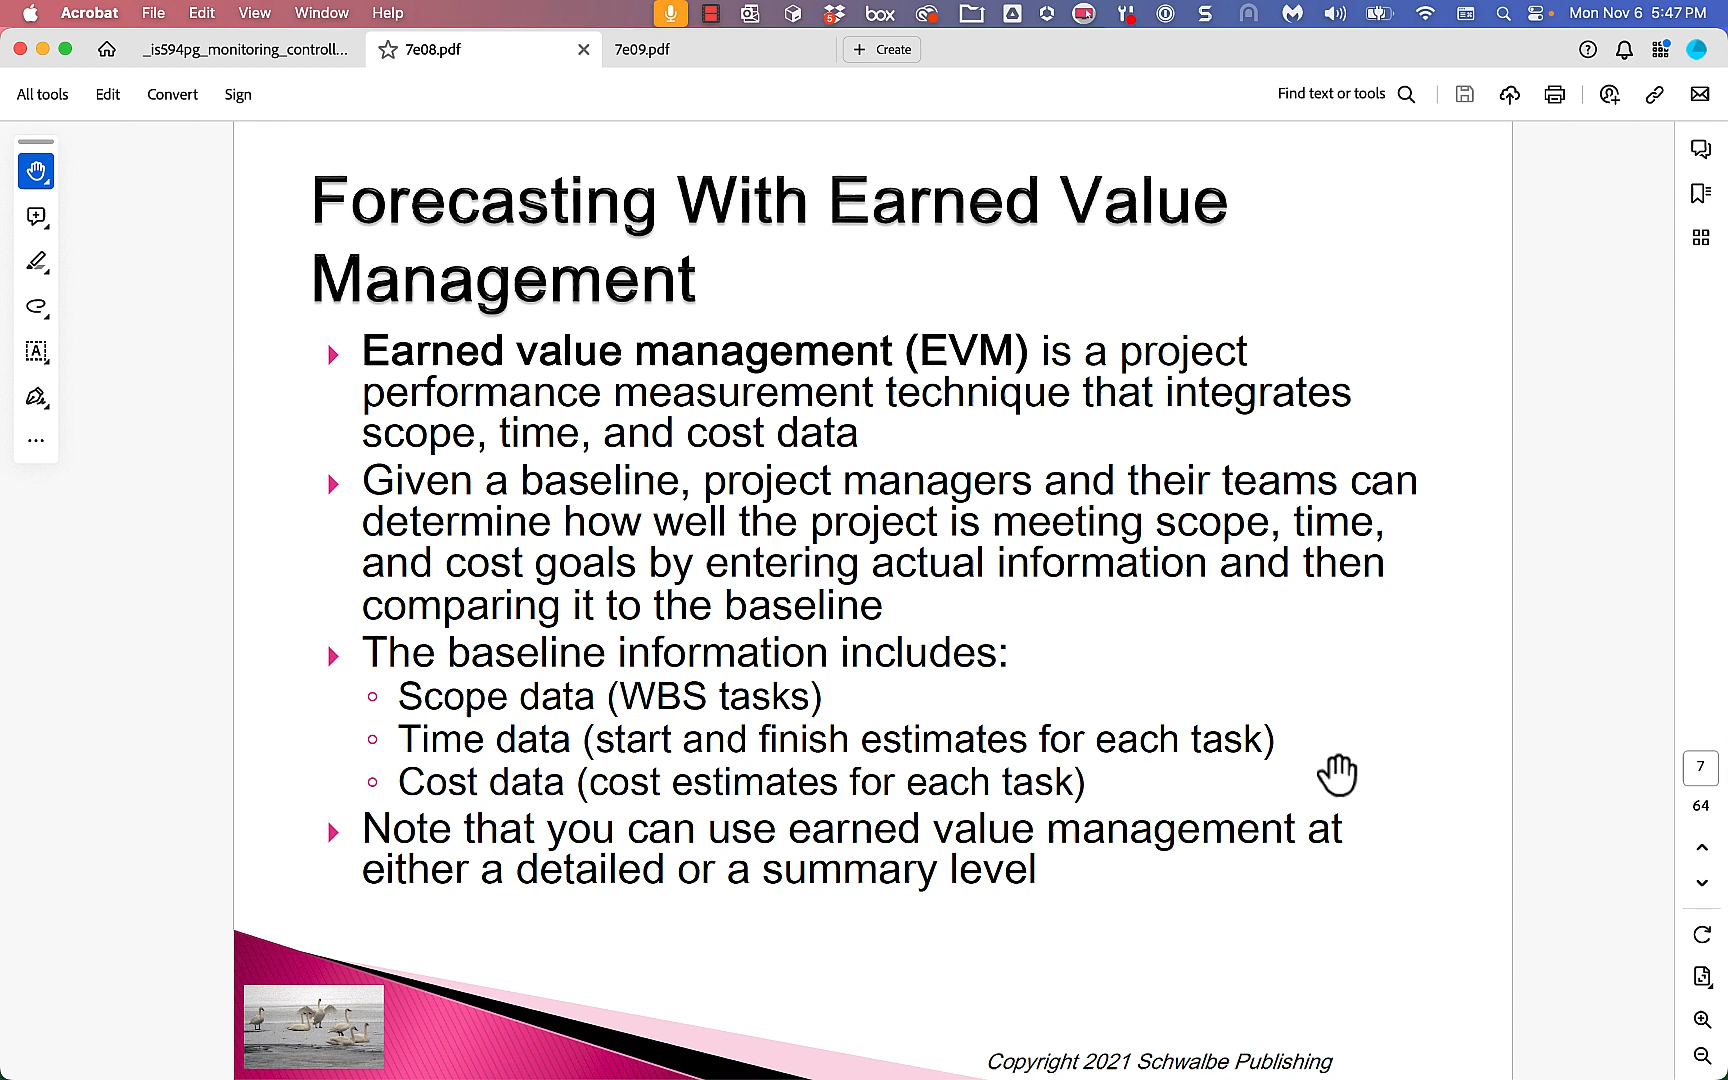 Acrobat File Edit View Window Help
5
box
Mon Nov 6 5:47 PM
_is594pg_monitoring_controll...
7e08.pdf
7e09.pdf
+ Create
All tools Edit Convert Sign
Find text or tools
Forecasting With Earned Value
Management
Earned value management (EVM) is a project
performance measurement technique that integrates
scope, time, and cost data
Given a baseline, project managers and their teams can
determine how well the project is meeting scope, time,
and cost goals by entering actual information and then
comparing it to the baseline
The baseline information includes:
Scope data (WBS tasks)
Time data (start and finish estimates for each task)
Cost data (cost estimates for each task)
Note that you can use earned value management at
either a detailed or a summary level
7
64
Copyright 2021 Schwalbe Publishing